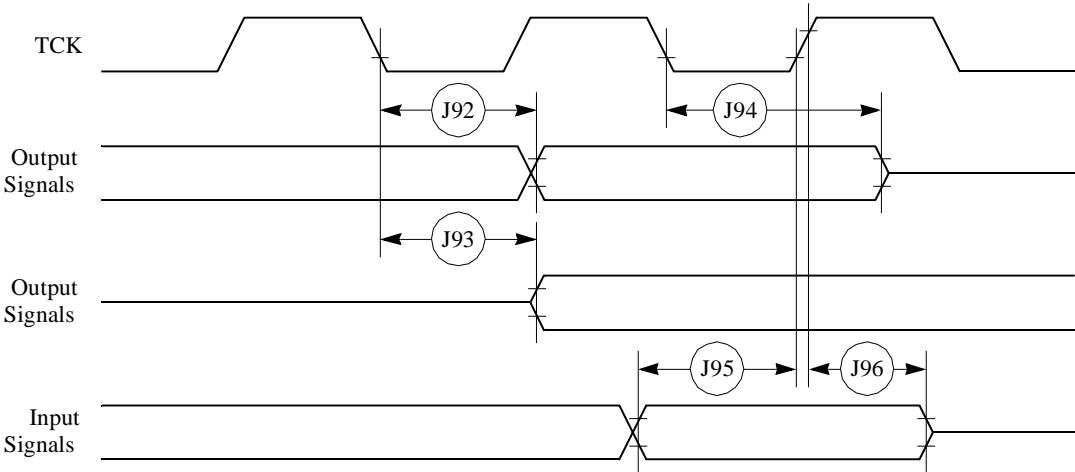 TCK
J92
J94
Output
Signals
J93
Output
Signals
J95
J96
Input
Signals